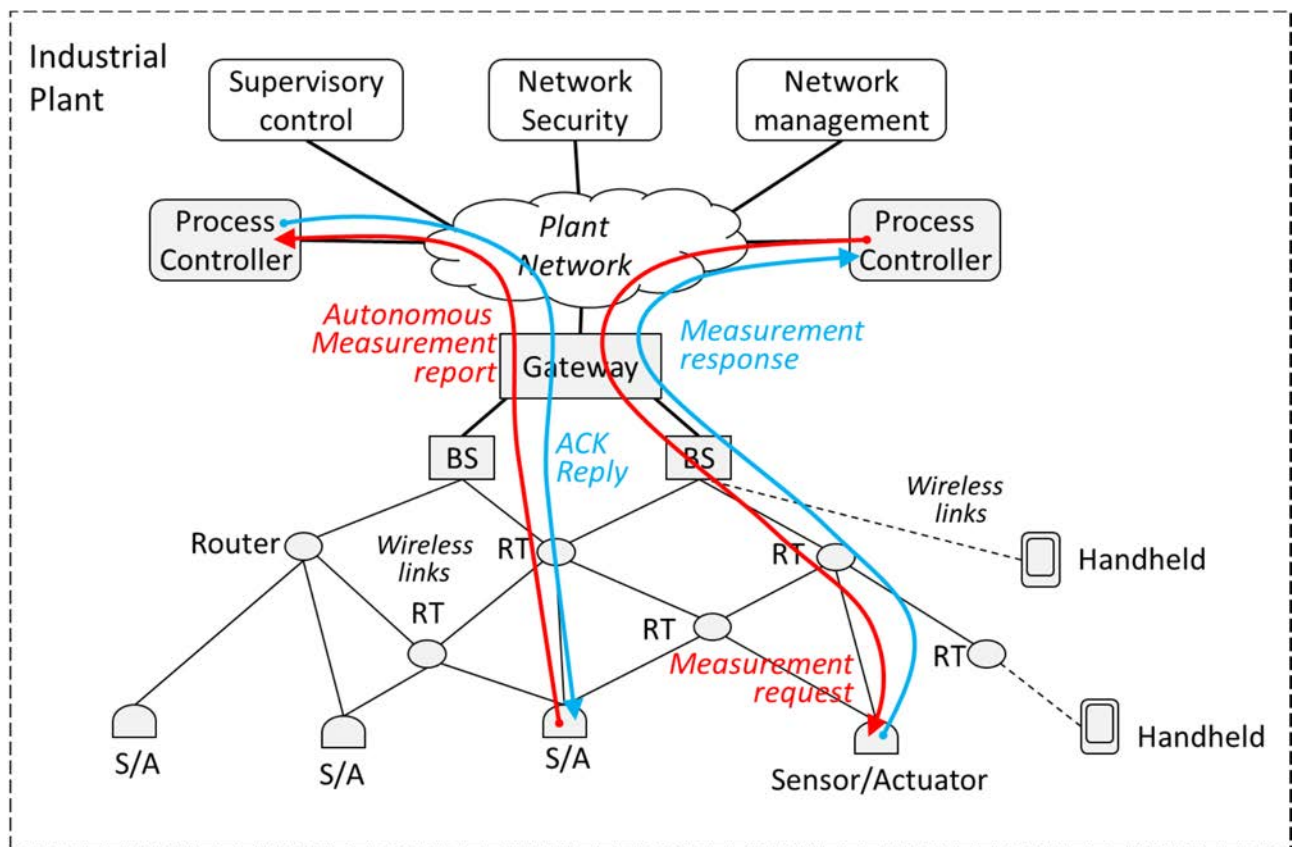 Industrial
Plant
Supervisory
control
Network
Security
Network
management
Process
Controller
Plant
Network
Process
Controller
Autonomous
Measurement
report
Gateway
Measurement
response
BS
ACK
Reply
BS
Wireless
links
Router
Wireless
links
RT
RT
Handheld
RT
RT
RT
Measurement
request
S/A
S/A
S/A
Sensor/Actuator
Handheld